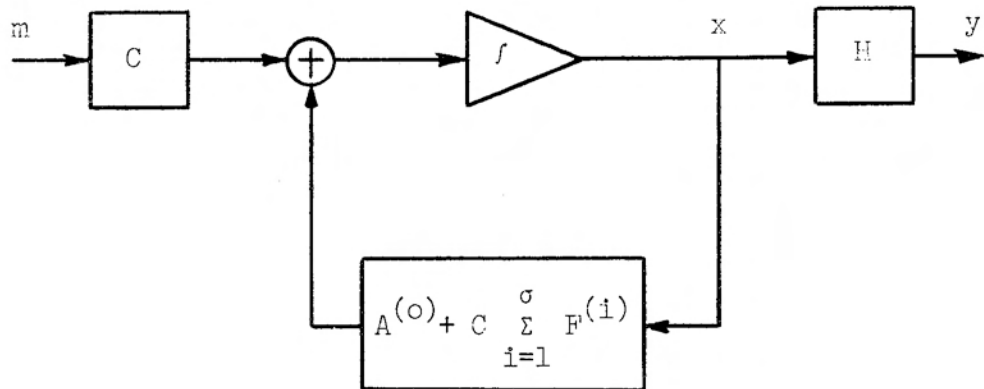 m
C
+
∫
x
H
y
σ
A(o)+ C Σ F(i)
i=1